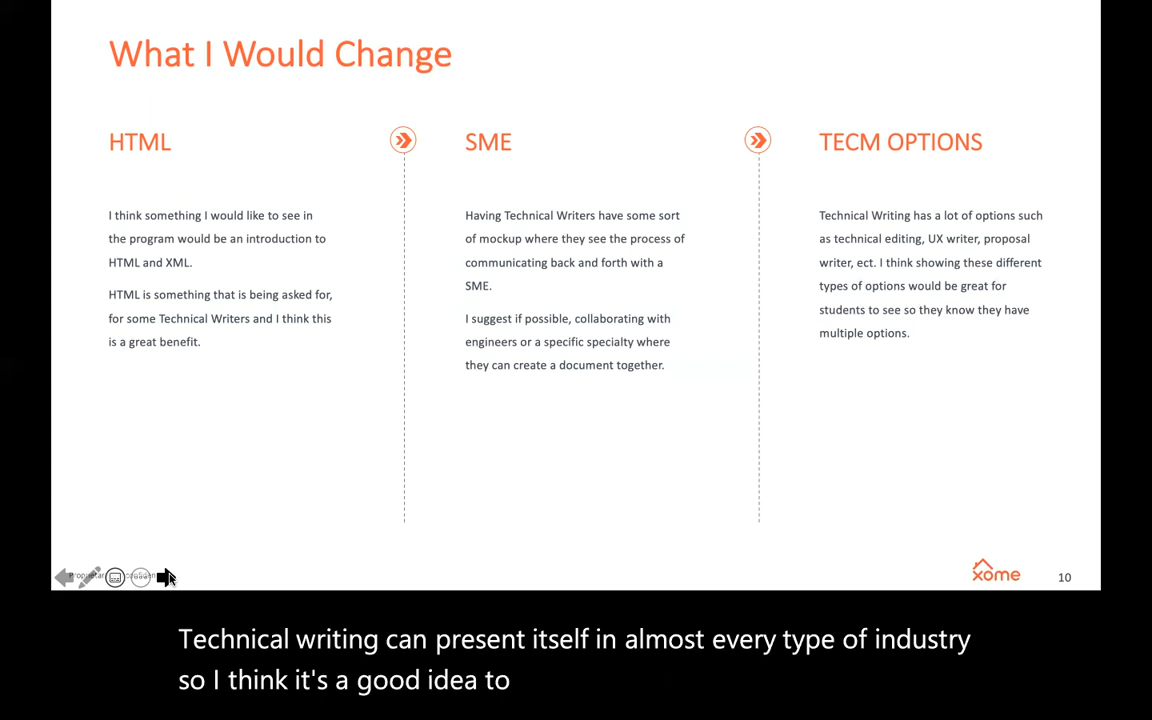 What I Would Change
HTML
I think something I would like to see in
the program would be an introduction to
HTML and XML.
HTML is something that is being asked for,
for some Technical Writers and I think this
is a great benefit.
SME
Having Technical Writers have some sort
of mockup where they see the process of
communicating back and forth with a
SME.
I suggest if possible, collaborating with
engineers or a specific specialty where
they can create a document together.
TECM OPTIONS
Technical Writing has a lot of options such
as technical editing, UX writer, proposal
writer, ect. I think showing these different
types of options would be great for
students to see so they know they have
multiple options.
xome
10
Technical writing can present itself in almost every type of industry
so I think it's a good idea to